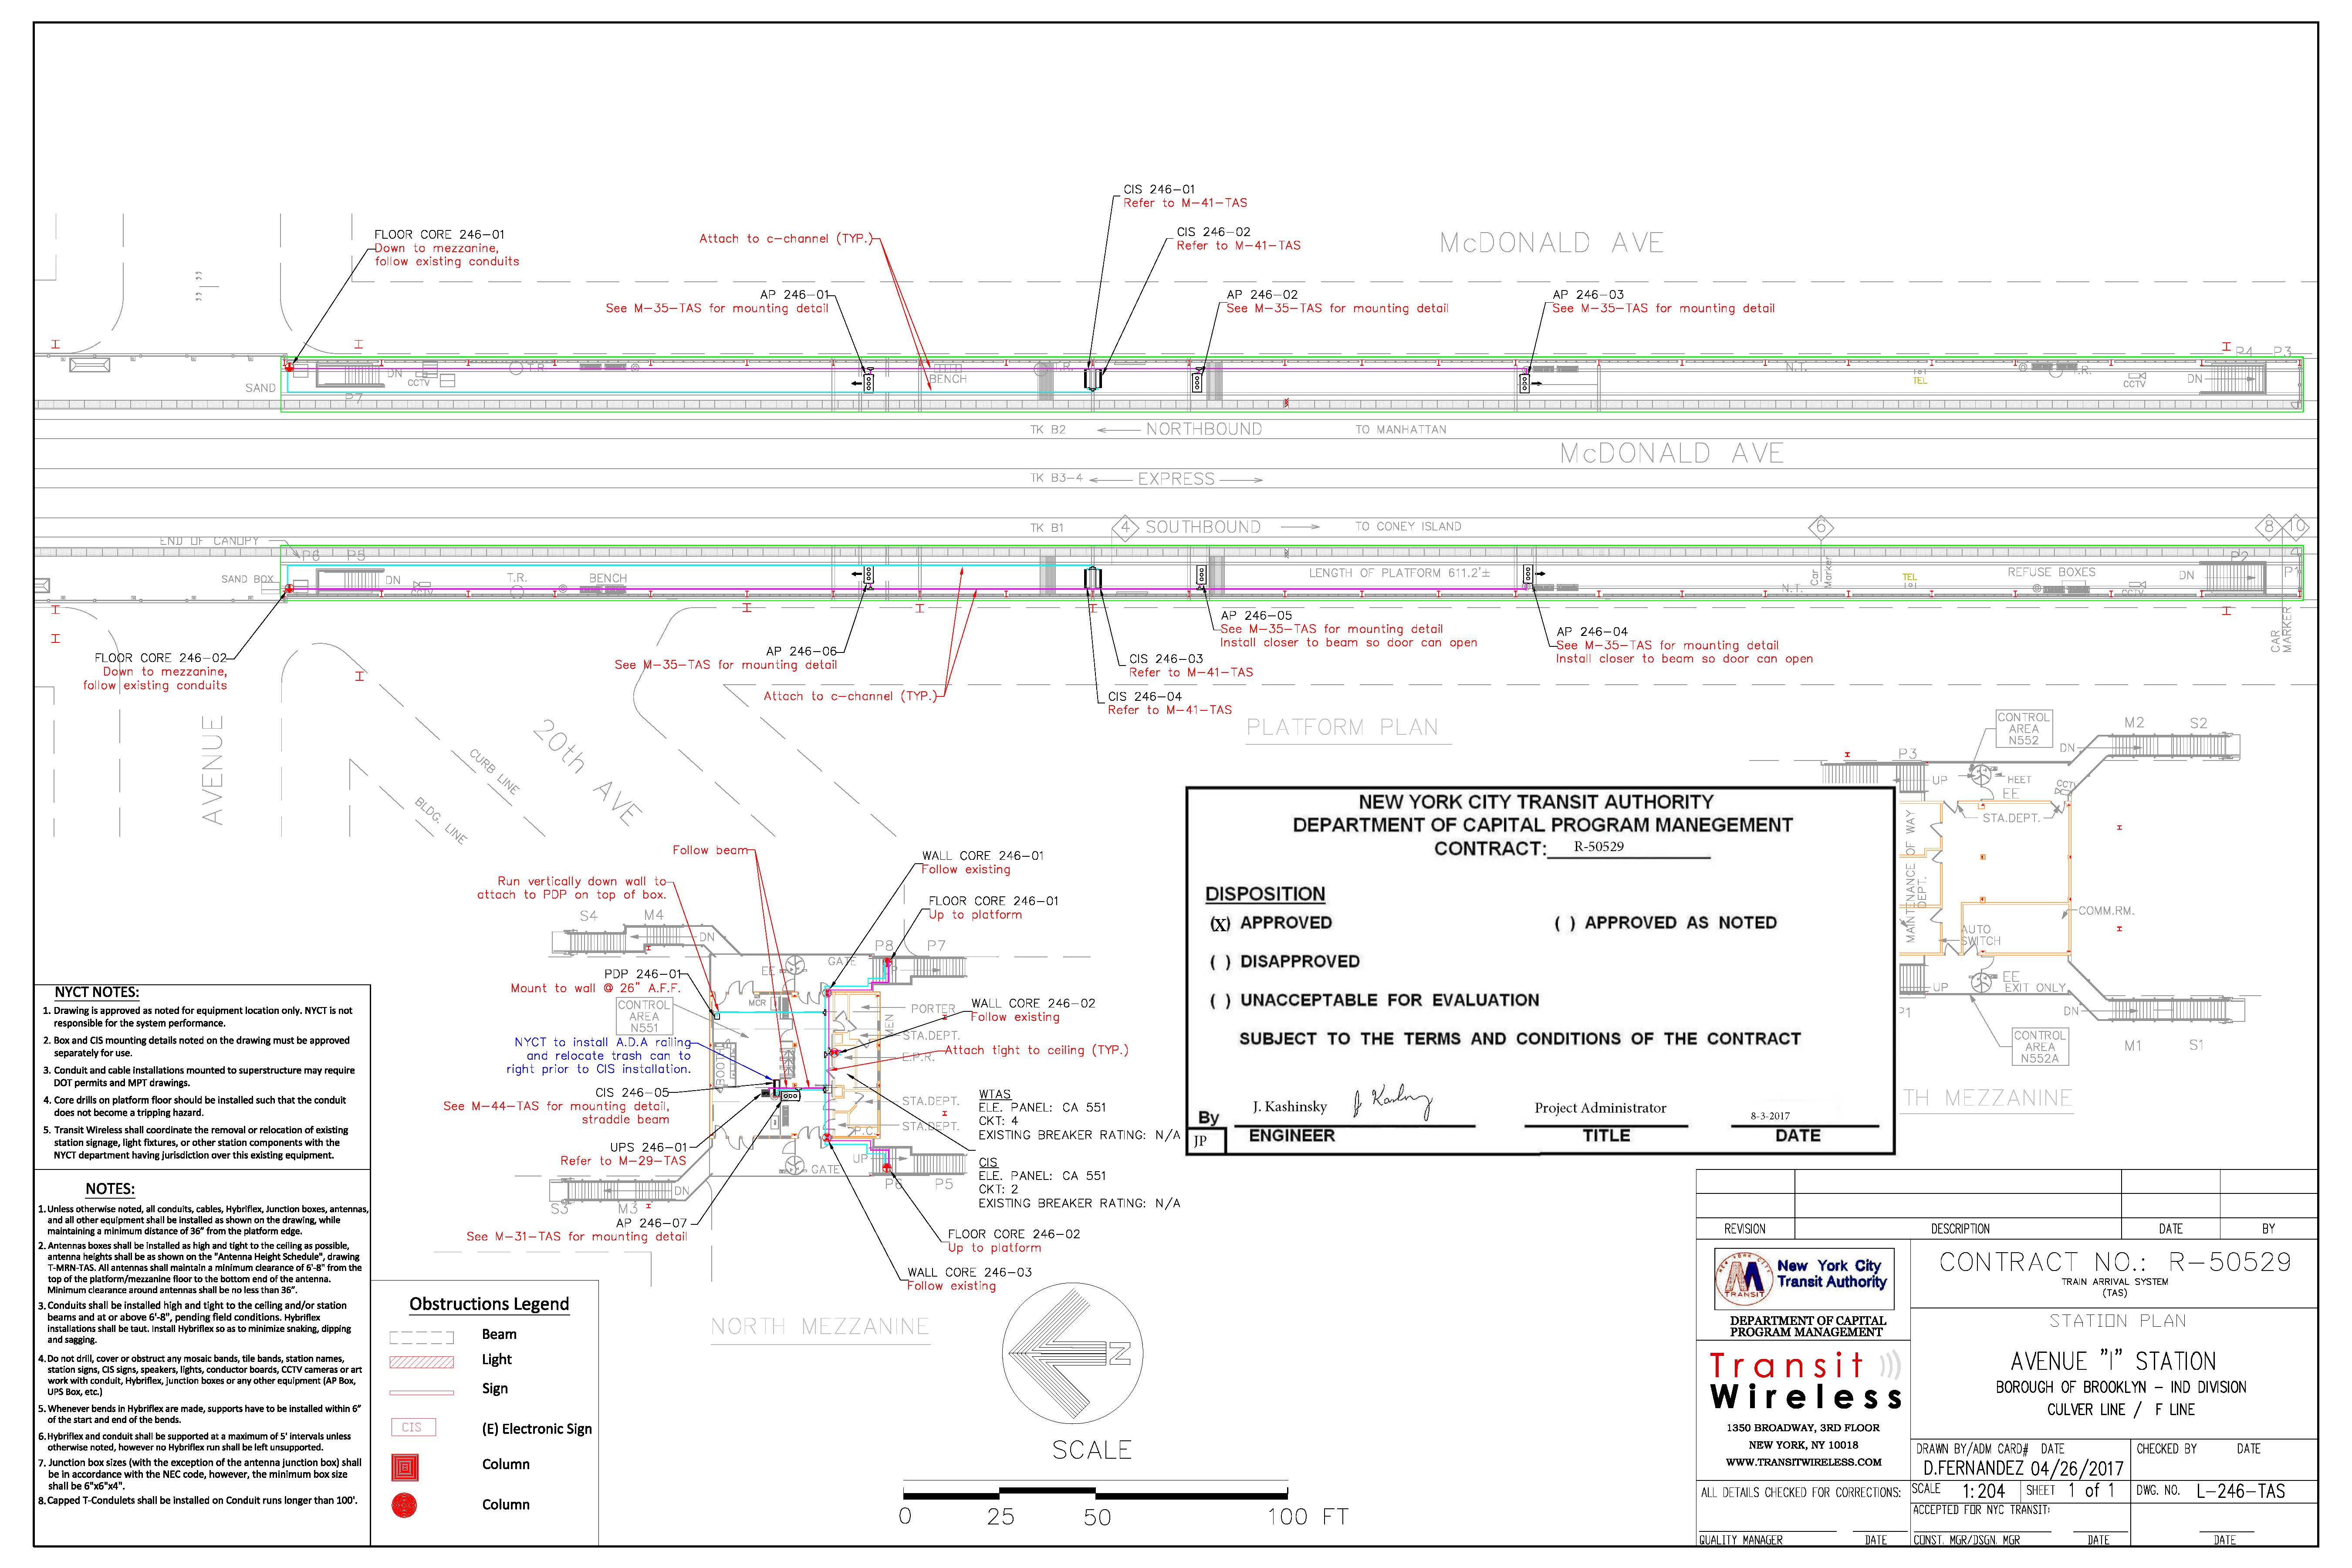 CIS 246-01
Refer to M-41-TAS
CIS 246-02
Refer to M-41-TAS
FLOOR CORE 246-01
Down to mezzanine,
follow existing conduits
Attach to c-channel (TYP.)
McDONALD AVE
AP 246-01
See M-35-TAS for mounting detail
AP 246-02
See M-35-TAS for mounting detail
AP 246-03
See M-35-TAS for mounting detail
P4 P3
SAND
DN
CCTV
T.R.
BENCH
T.R.
N.T.
TEL
T.R.
CCTV
DN
P7
TK B2
NORTHBOUND
TO MANHATTAN
McDONALD AVE
TK B3-4
EXPRESS
TK B1
4
SOUTHBOUND
TO CONEY ISLAND
6
8
10
END OF CANOPY
P6 P5
P2
SAND BOX
DN
CCTV
T.R.
BENCH
LENGTH OF PLATFORM 611.2'±
Car
Marker
N.T.
TEL
REFUSE BOXES
CCTV
DN
P1
CAR
MARKER
AP 246-05
See M-35-TAS for mounting detail
Install closer to beam so door can open
AP 246-04
See M-35-TAS for mounting detail
Install closer to beam so door can open
AP 246-06
See M-35-TAS for mounting detail
FLOOR CORE 246-02
Down to mezzanine,
follow existing conduits
CIS 246-03
Refer to M-41-TAS
CIS 246-04
Refer to M-41-TAS
Attach to c-channel (TYP.)
PLATFORM PLAN
AVENUE
20th AVE
CURB LINE
BLDG. LINE
CONTROL
AREA
N552
M2
S2
DN
P3
UP
HEET
CCTV
EE
STA.DEPT.
MAINTENANCE OF WAY
DEPT.
COMM.RM.
AUTO
SWITCH
EE
UP
EXIT ONLY
P1
DN
CONTROL
AREA
N552A
M1
S1
TH MEZZANINE
NEW YORK CITY TRANSIT AUTHORITY
DEPARTMENT OF CAPITAL PROGRAM MANEGEMENT
CONTRACT: R-50529
DISPOSITION
(X) APPROVED
( ) APPROVED AS NOTED
( ) DISAPPROVED
( ) UNACCEPTABLE FOR EVALUATION
SUBJECT TO THE TERMS AND CONDITIONS OF THE CONTRACT
By J. Kashinsky J Kashinsky
Project Administrator
8-3-2017
JP
ENGINEER
TITLE
DATE
Follow beam
Run vertically down wall to
attach to PDP on top of box.
WALL CORE 246-01
Follow existing
FLOOR CORE 246-01
Up to platform
S4
M4
DN
P8
P7
GATE
EE
PDP 246-01
Mount to wall @ 26" A.F.F.
CONTROL
AREA
N551
MCR
PORTER
MEN
WALL CORE 246-02
Follow existing
STA.DEPT.
E.P.R.
Attach tight to ceiling (TYP.)
NYCT to install A.D.A railing
and relocate trash can to
right prior to CIS installation.
BOOTH
CIS 246-05
See M-44-TAS for mounting detail,
straddle beam
STA.DEPT.
STA.DEPT.
P.C.
WTAS
ELE. PANEL: CA 551
CKT: 4
EXISTING BREAKER RATING: N/A
CIS
ELE. PANEL: CA 551
CKT: 2
EXISTING BREAKER RATING: N/A
UPS 246-01
Refer to M-29-TAS
UP
GATE
P6
P5
DN
S3
M3
AP 246-07
See M-31-TAS for mounting detail
FLOOR CORE 246-02
Up to platform
WALL CORE 246-03
Follow existing
NORTH MEZZANINE
N
SCALE
0 25 50 100 FT
NYCT NOTES:
1. Drawing is approved as noted for equipment location only. NYCT is not
responsible for the system performance.
2. Box and CIS mounting details noted on the drawing must be approved
separately for use.
3. Conduit and cable installations mounted to superstructure may require
DOT permits and MPT drawings.
4. Core drills on platform floor should be installed such that the conduit
does not become a tripping hazard.
5. Transit Wireless shall coordinate the removal or relocation of existing
station signage, light fixtures, or other station components with the
NYCT department having jurisdiction over this existing equipment.
NOTES:
1. Unless otherwise noted, all conduits, cables, Hybriflex, Junction boxes, antennas,
and all other equipment shall be installed as shown on the drawing, while
maintaining a minimum distance of 36" from the platform edge.
2. Antennas boxes shall be installed as high and tight to the ceiling as possible,
antenna heights shall be as shown on the "Antenna Height Schedule", drawing
T-MRN-TAS. All antennas shall maintain a minimum clearance of 6'-8" from the
top of the platform/mezzanine floor to the bottom end of the antenna.
Minimum clearance around antennas shall be no less than 36".
3. Conduits shall be installed high and tight to the ceiling and/or station
beams and at or above 6'-8", pending field conditions. Hybriflex
installations shall be taut. Install Hybriflex so as to minimize snaking, dipping
and sagging.
4. Do not drill, cover or obstruct any mosaic bands, tile bands, station names,
station signs, CIS signs, speakers, lights, conductor boards, CCTV cameras or art
work with conduit, Hybriflex, junction boxes or any other equipment (AP Box,
UPS Box, etc.)
5. Whenever bends in Hybriflex are made, supports have to be installed within 6"
of the start and end of the bends.
6. Hybriflex and conduit shall be supported at a maximum of 5' intervals unless
otherwise noted, however no Hybriflex run shall be left unsupported.
7. Junction box sizes (with the exception of the antenna junction box) shall
be in accordance with the NEC code, however, the minimum box size
shall be 6"x6"x4".
8. Capped T-Condulets shall be installed on Conduit runs longer than 100'.
Obstructions Legend
Beam
Light
Sign
CIS (E) Electronic Sign
Column
Column
REVISION DESCRIPTION DATE BY
TRANSIT
New York City
Transit Authority
DEPARTMENT OF CAPITAL
PROGRAM MANAGEMENT
Transit
Wireless
1350 BROADWAY, 3RD FLOOR
NEW YORK, NY 10018
WWW.TRANSITWIRELESS.COM
ALL DETAILS CHECKED FOR CORRECTIONS:
QUALITY MANAGER DATE
CONTRACT NO.: R-50529
TRAIN ARRIVAL SYSTEM
(TAS)
STATION PLAN
AVENUE "I" STATION
BOROUGH OF BROOKLYN - IND DIVISION
CULVER LINE / F LINE
DRAWN BY/ADM CARD# DATE
D.FERNANDEZ 04/26/2017
CHECKED BY DATE
SCALE 1:204 SHEET 1 of 1
DWG. NO. L-246-TAS
ACCEPTED FOR NYC TRANSIT:
CONST. MGR/DSGN. MGR DATE DATE